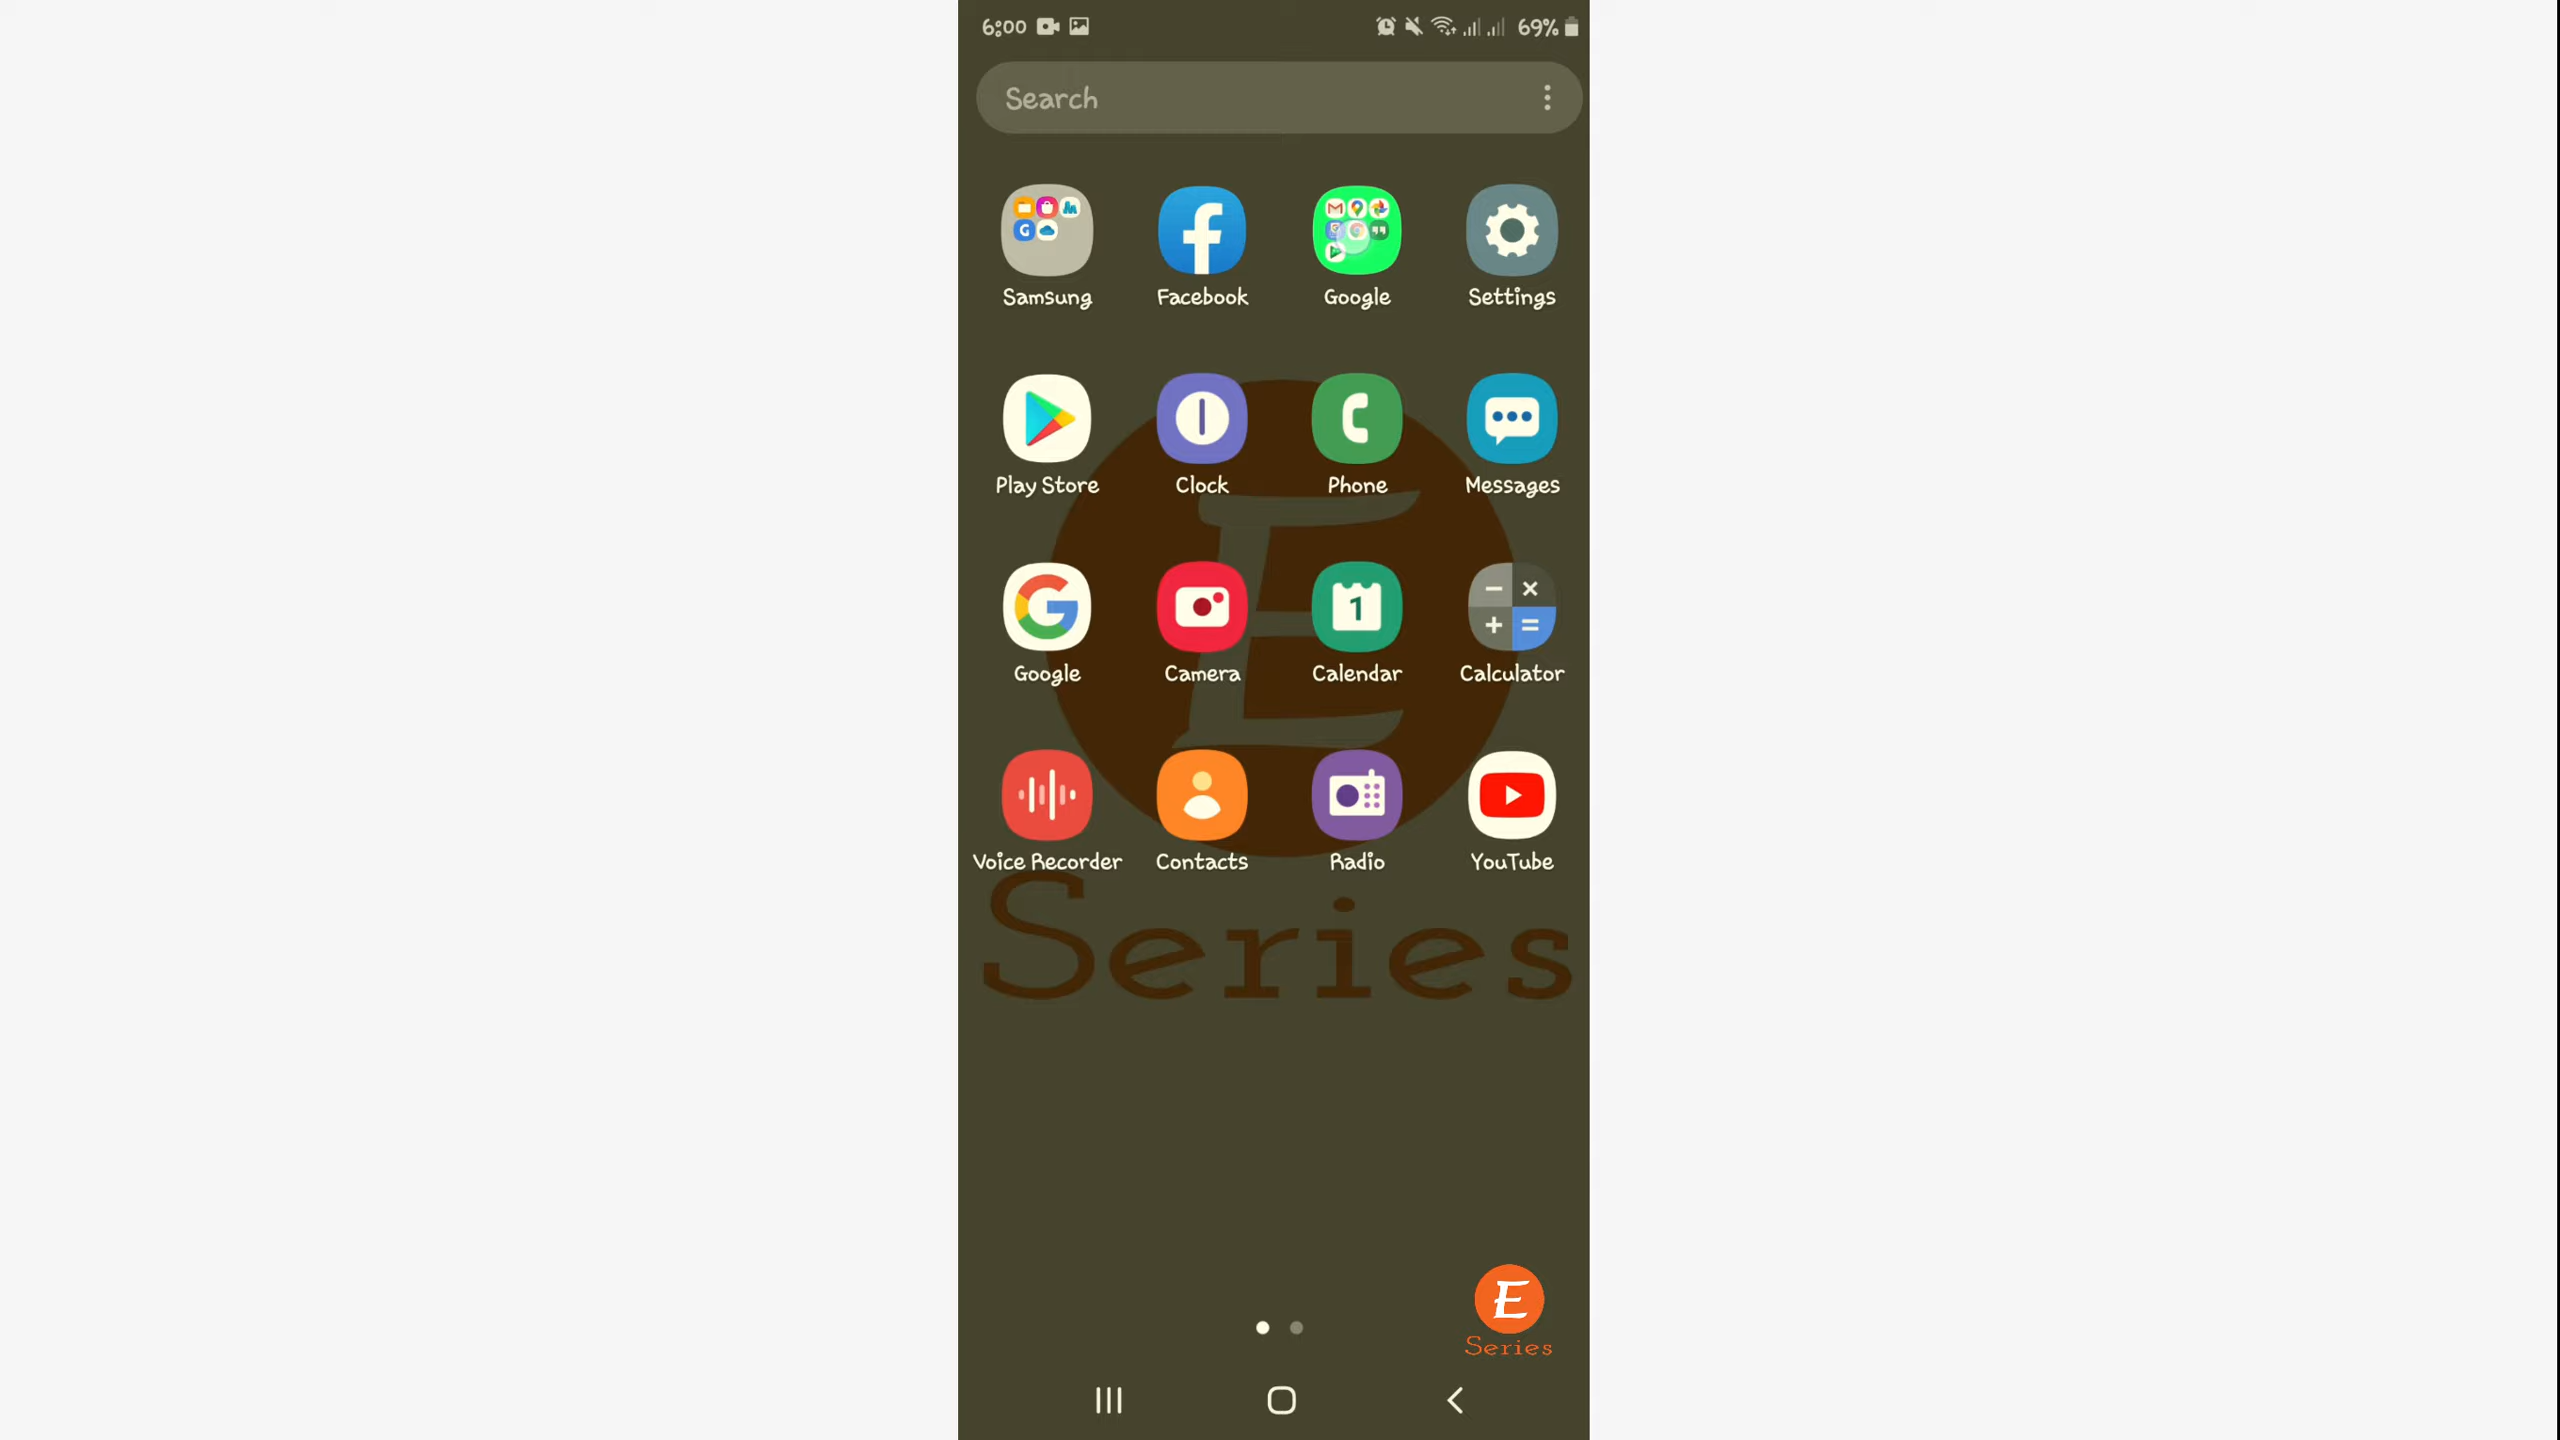 6:00 69%
Search
Samsung Facebook Google Settings
Play Store Clock Phone Messages
Google Camera Calendar Calculator
1
Voice Recorder Contacts Radio YouTube
E
Series
E
Series